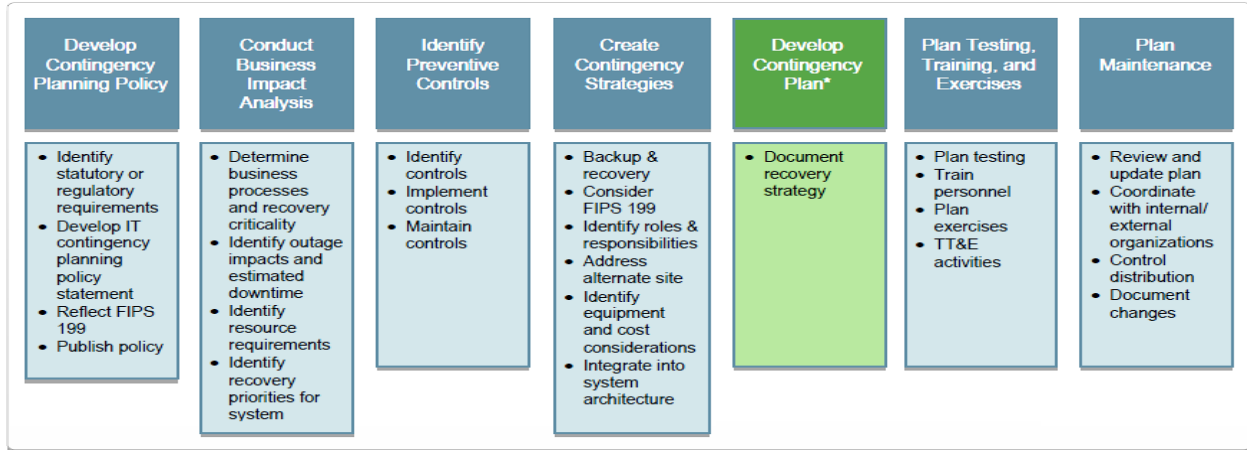 Develop
Contingency
Planning Policy
• Identify
statutory or
regulatory
requirements
• Develop IT
contingency
planning
policy
statement
• Reflect FIPS
199
• Publish policy
Conduct
Business
Impact
Analysis
• Determine
business
processes
and recovery
criticality
• Identify outage
impacts and
estimated
downtime
• Identify
resource
requirements
• Identify
recovery
priorities for
system
Identify
Preventive
Controls
• Identify
controls
• Implement
controls
• Maintain
controls
Create
Contingency
Strategies
• Backup &
recovery
• Consider
FIPS 199
• Identify roles &
responsibilities
• Address
alternate site
• Identify
equipment
and cost
considerations
• Integrate into
system
architecture
Develop
Contingency
Plan*
• Document
recovery
strategy
Plan Testing,
Training, and
Exercises
• Plan testing
• Train
personnel
• Plan
exercises
• TT&E
activities
Plan
Maintenance
• Review and
update plan
• Coordinate
with internal/
external
organizations
• Control
distribution
• Document
changes